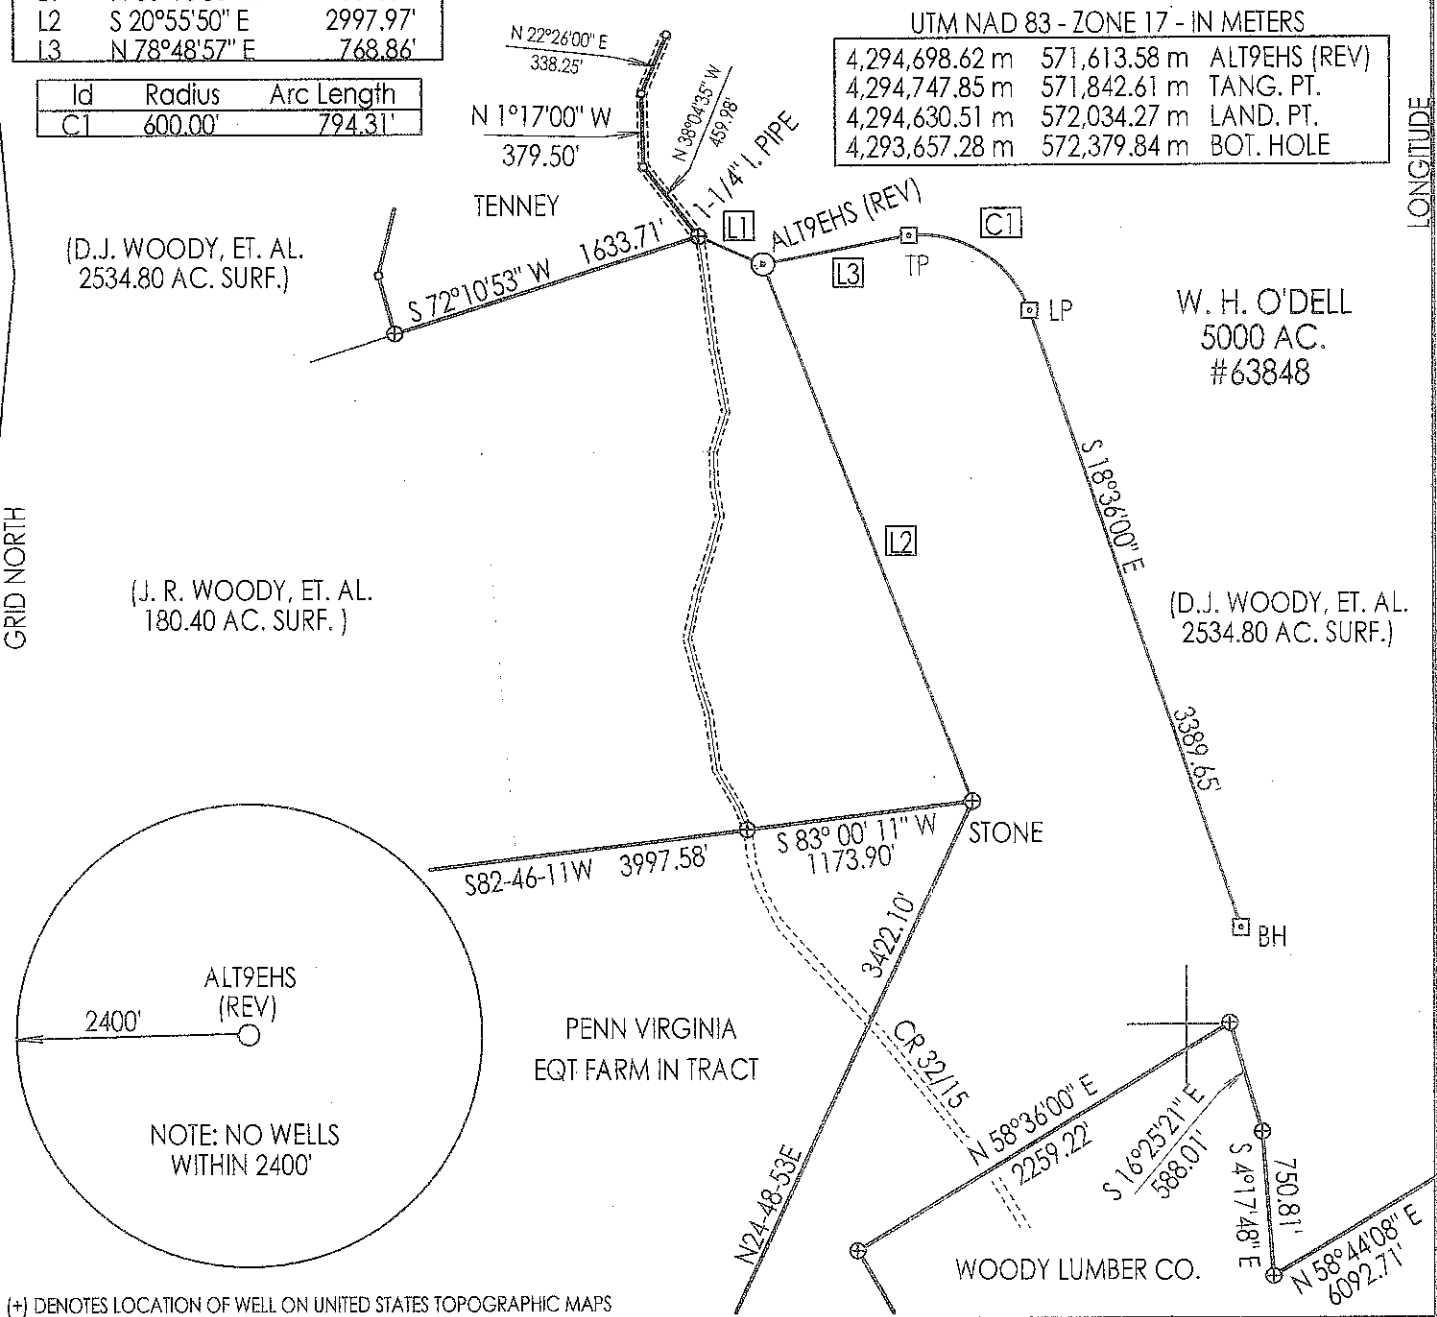 L2 S 20°55'50" E 2997.97'
L3 N 78°48'57" E 768.86'
Id Radius Arc Length
C1 600.00' 794.31'
UTM NAD 83 - ZONE 17 - IN METERS
4,294,698.62 m 571,613.58 m ALT9EHS (REV)
4,294,747.85 m 571,842.61 m TANG. PT.
4,294,630.51 m 572,034.27 m LAND. PT.
4,293,657.28 m 572,379.84 m BOT. HOLE
LONGITUDE
N 22°26'00" E
338.25'
N 1°17'00" W
379.50'
N 38°04'35" W
459.98'
1-1/4" I. PIPE
TENNEY
(D.J. WOODY, ET. AL.
2534.80 AC. SURF.)
S 72°10'53" W 1633.71'
L1
ALT9EHS (REV)
L3
TP
C1
LP
W. H. O'DELL
5000 AC.
#63848
S 18°36'00" E
3389.65'
L2
GRID NORTH
(J. R. WOODY, ET. AL.
180.40 AC. SURF. )
(D.J. WOODY, ET. AL.
2534.80 AC. SURF.)
S82-46-11W 3997.58'
S 83° 00' 11" W
1173.90'
STONE
BH
3422.10'
N24-48-53E
ALT9EHS
(REV)
2400'
NOTE: NO WELLS
WITHIN 2400'
PENN VIRGINIA
EQT FARM IN TRACT
CR 32/15
N 58°36'00" E
2259.22'
S 16°25'21" E
588.01'
750.81'
S 4°17'48" E
N 58°44'08" E
6092.71'
WOODY LUMBER CO.
(+) DENOTES LOCATION OF WELL ON UNITED STATES TOPOGRAPHIC MAPS